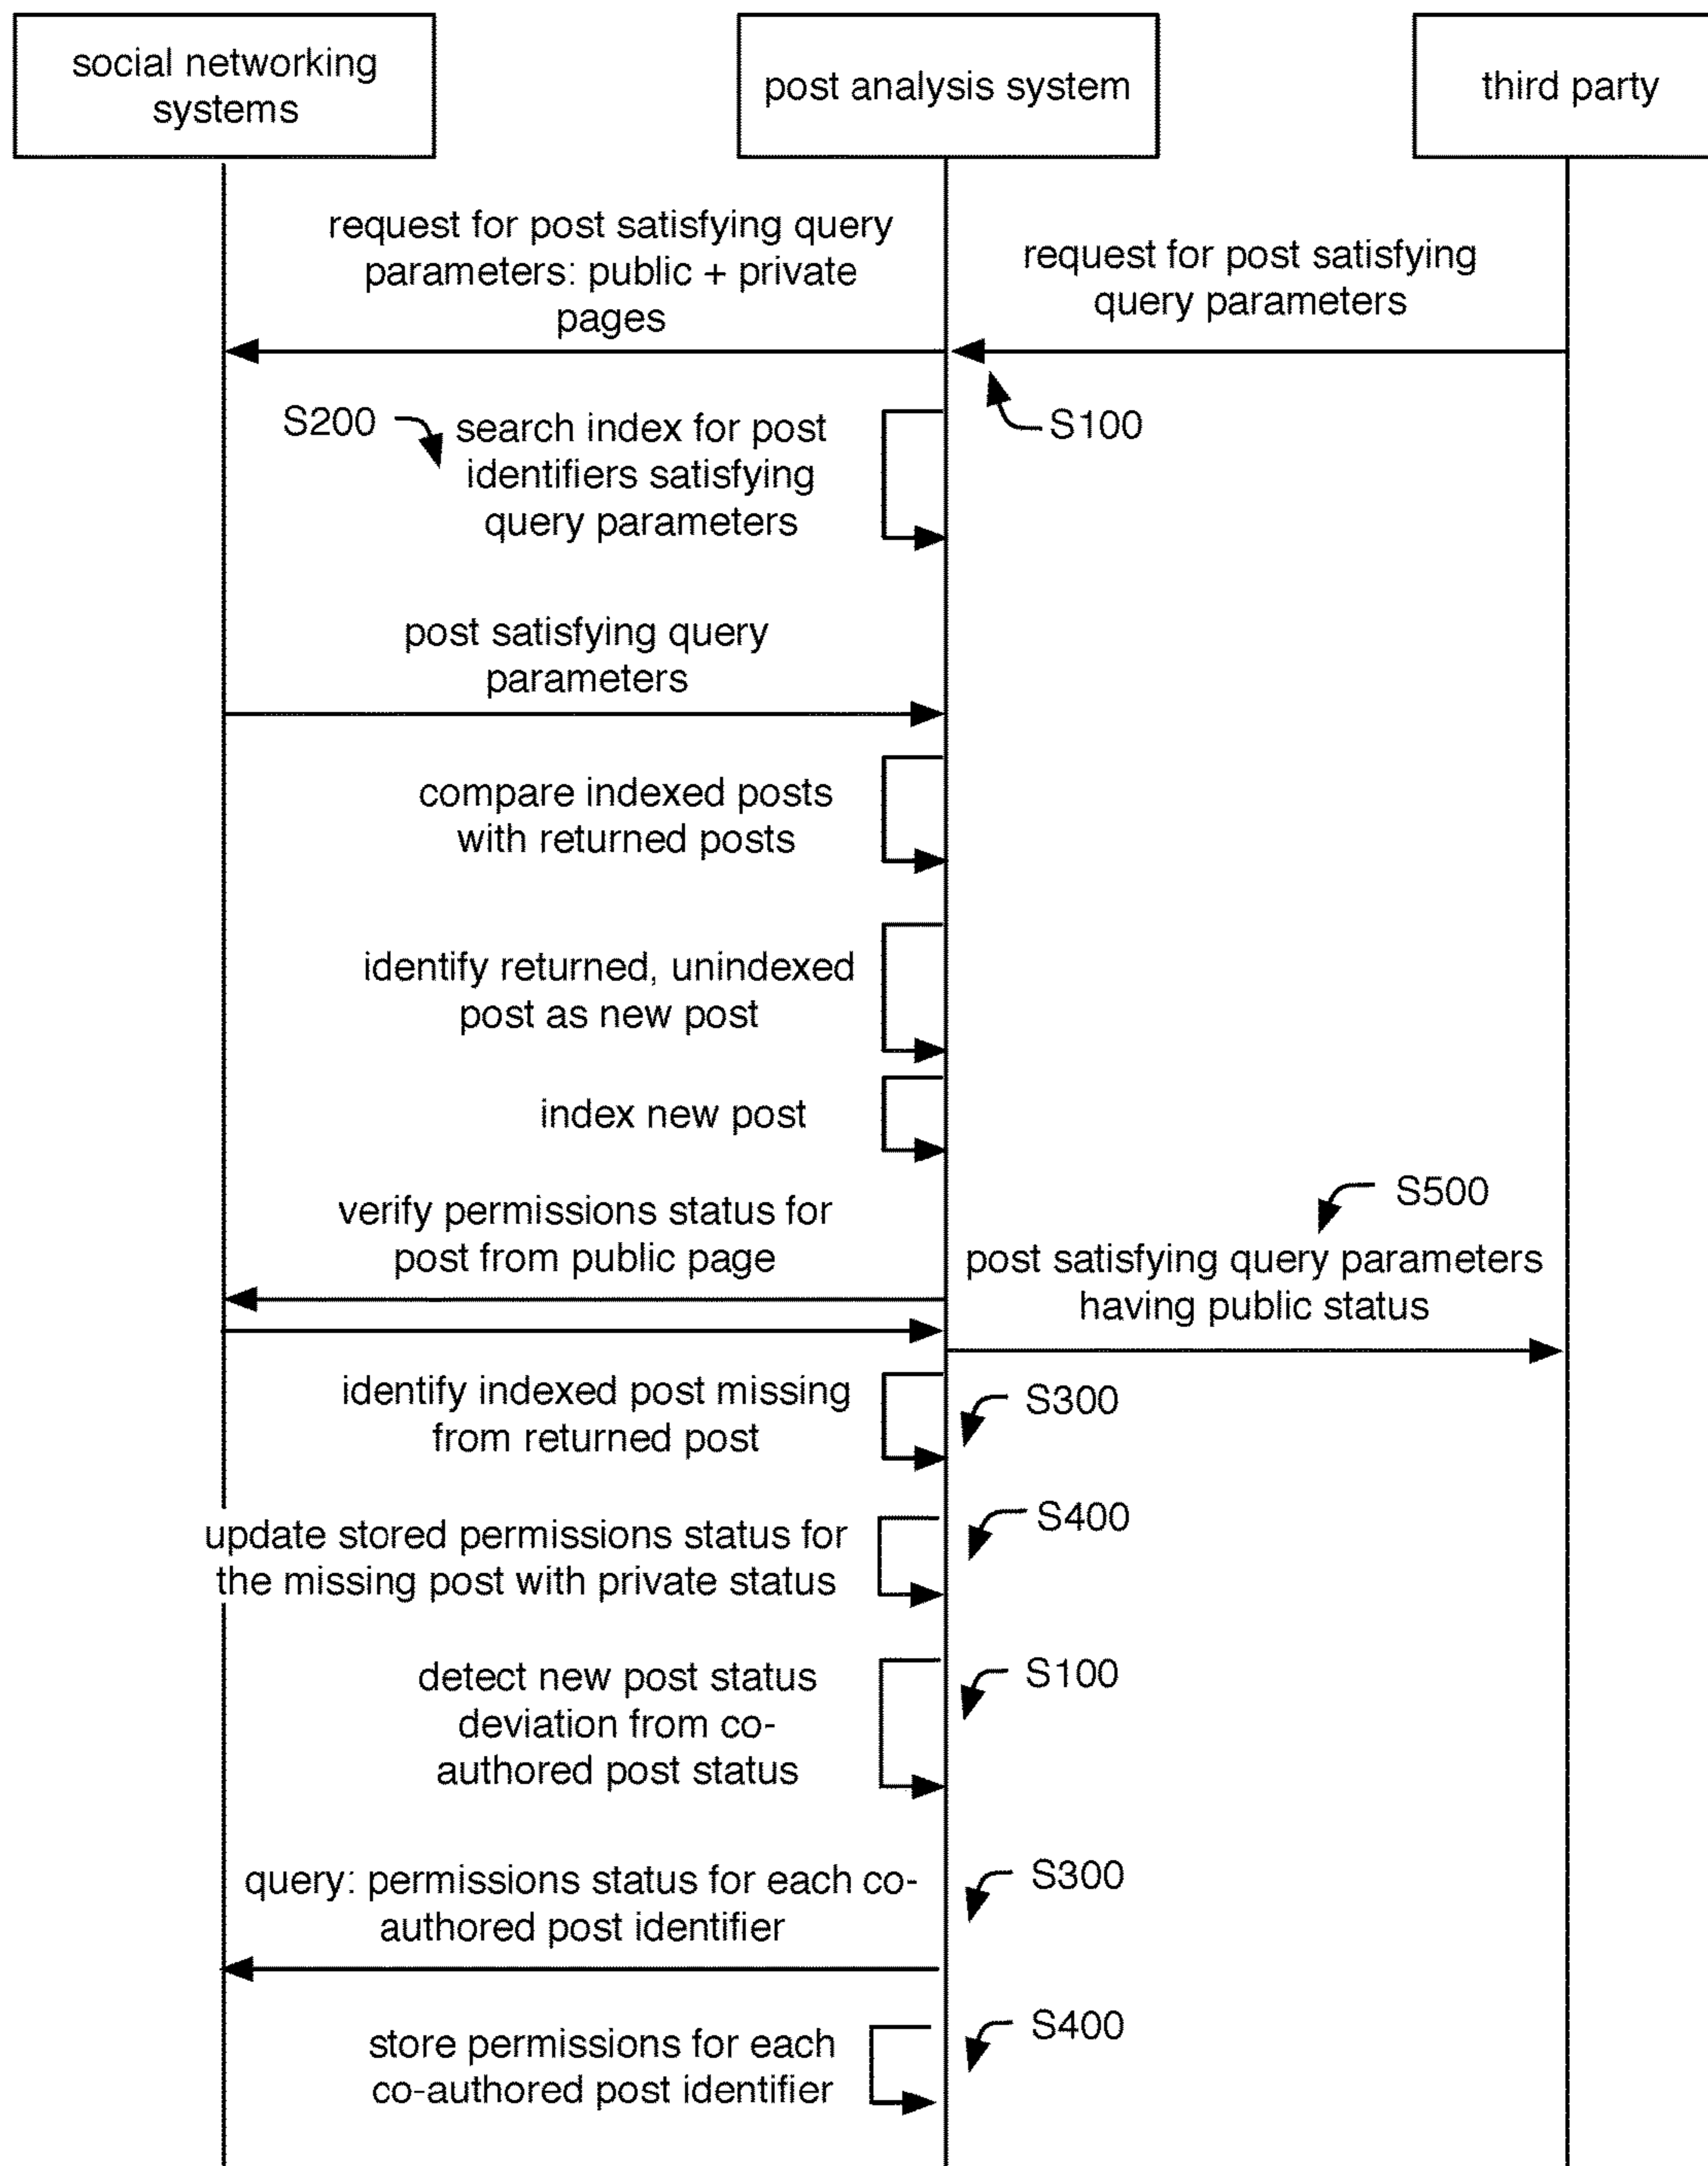 social networking
systems
post analysis system
third party
request for post satisfying query
parameters: public + private
pages
request for post satisfying
query parameters
S200
search index for post
identifiers satisfying
query parameters
S100
post satisfying query
parameters
compare indexed posts
with returned posts
identify returned, unindexed
post as new post
index new post
verify permissions status for
post from public page
S500
post satisfying query parameters
having public status
identify indexed post missing
from returned post
S300
update stored permissions status for
the missing post with private status
S400
detect new post status
deviation from co-
authored post status
S100
query: permissions status for each co-
authored post identifier
S300
store permissions for each
co-authored post identifier
S400